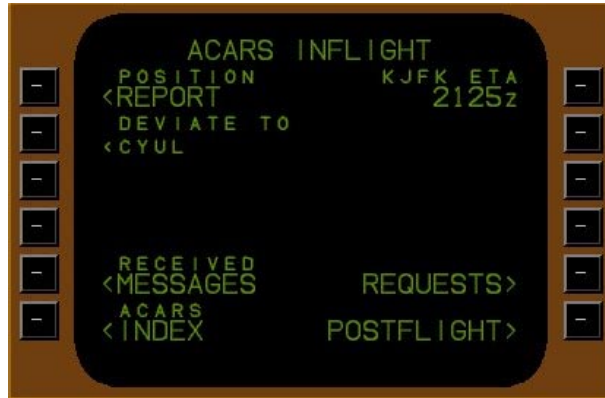 ACARS INFLIGHT
POSITION KJFK ETA
<REPORT 2125z
DEVIATE TO
<CYUL
RECEIVED
<MESSAGES REQUESTS>
ACARS
<INDEX POSTFLIGHT>